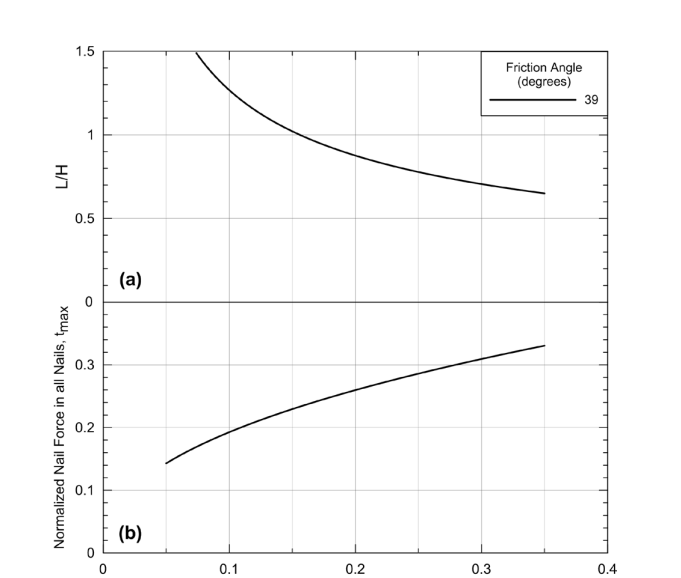 1.5
Friction Angle
(degrees)
39
1
L/H
0.5
(a)
0
Normalized Nail Force in all Nails, tmax
0.3
0.2
0.1
(b)
0
0 0.1 0.2 0.3 0.4